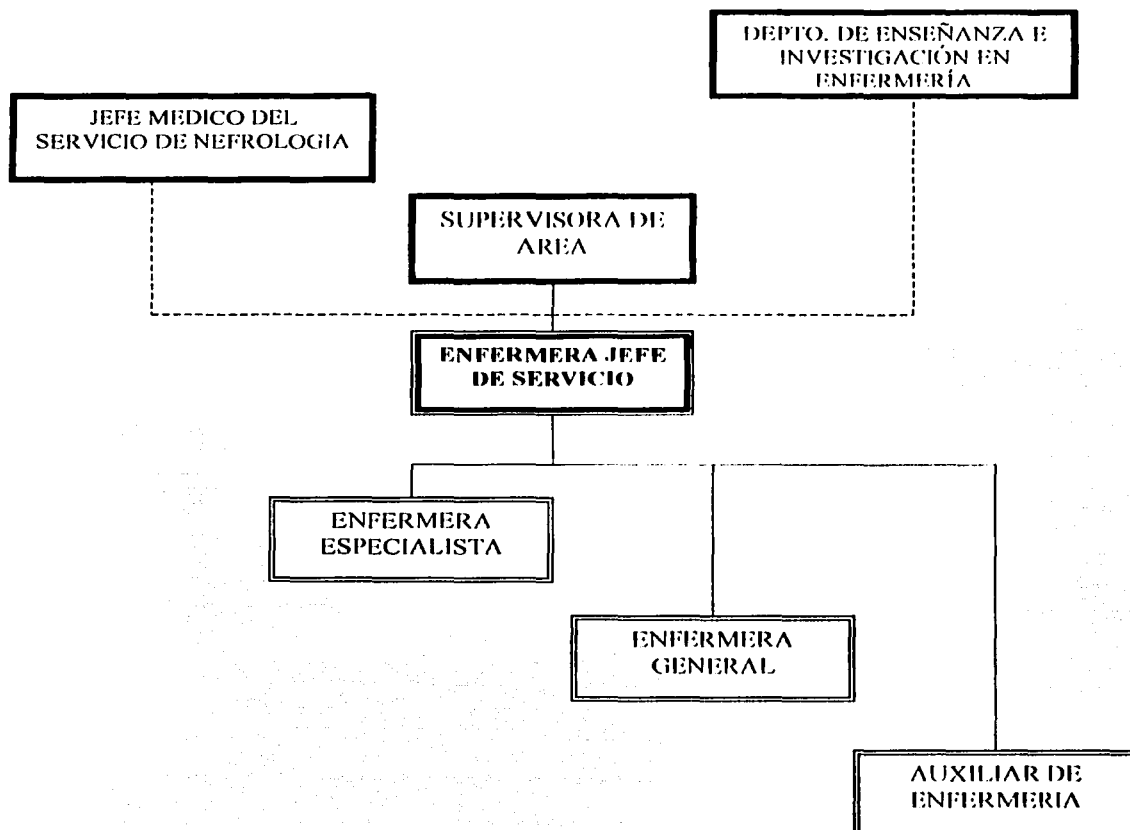 DEPTO. DE ENSEÑANZA E
INVESTIGACIÓN EN
ENFERMERÍA
JEFE MEDICO DEL
SERVICIO DE NEFROLOGIA
SUPERVISORA DE
AREA
ENFERMERA JEFE
DE SERVICIO
ENFERMERA
ESPECIALISTA
ENFERMERA
GENERAL
AUXILIAR DE
ENFERMERIA